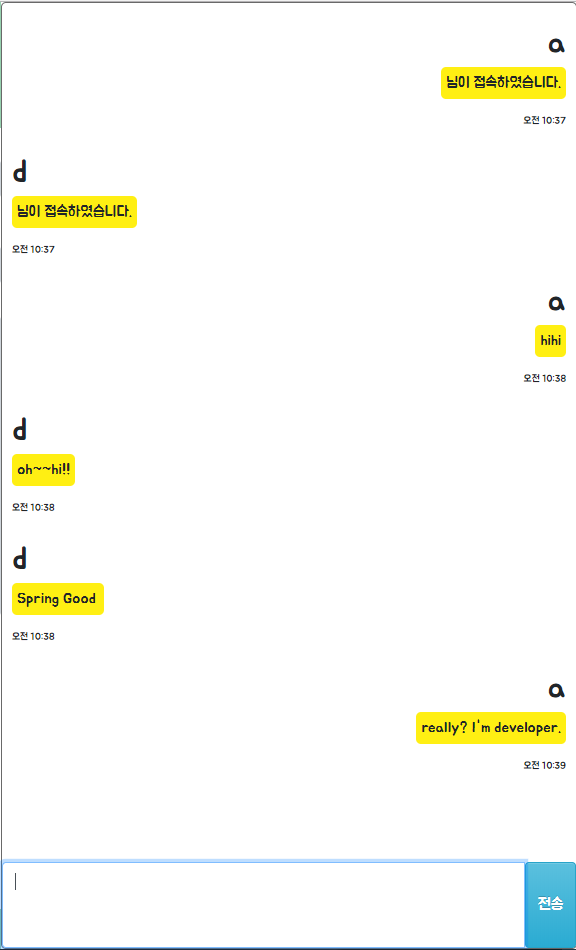 a
님이 접속하였습니다.
오전 10:37
d
님이 접속하였습니다.
오전 10:37
a
hihi
오전 10:38
d
oh~~hi!!
오전 10:38
d
Spring Good
오전 10:38
a
really? I'm developer.
오전 10:39
전송